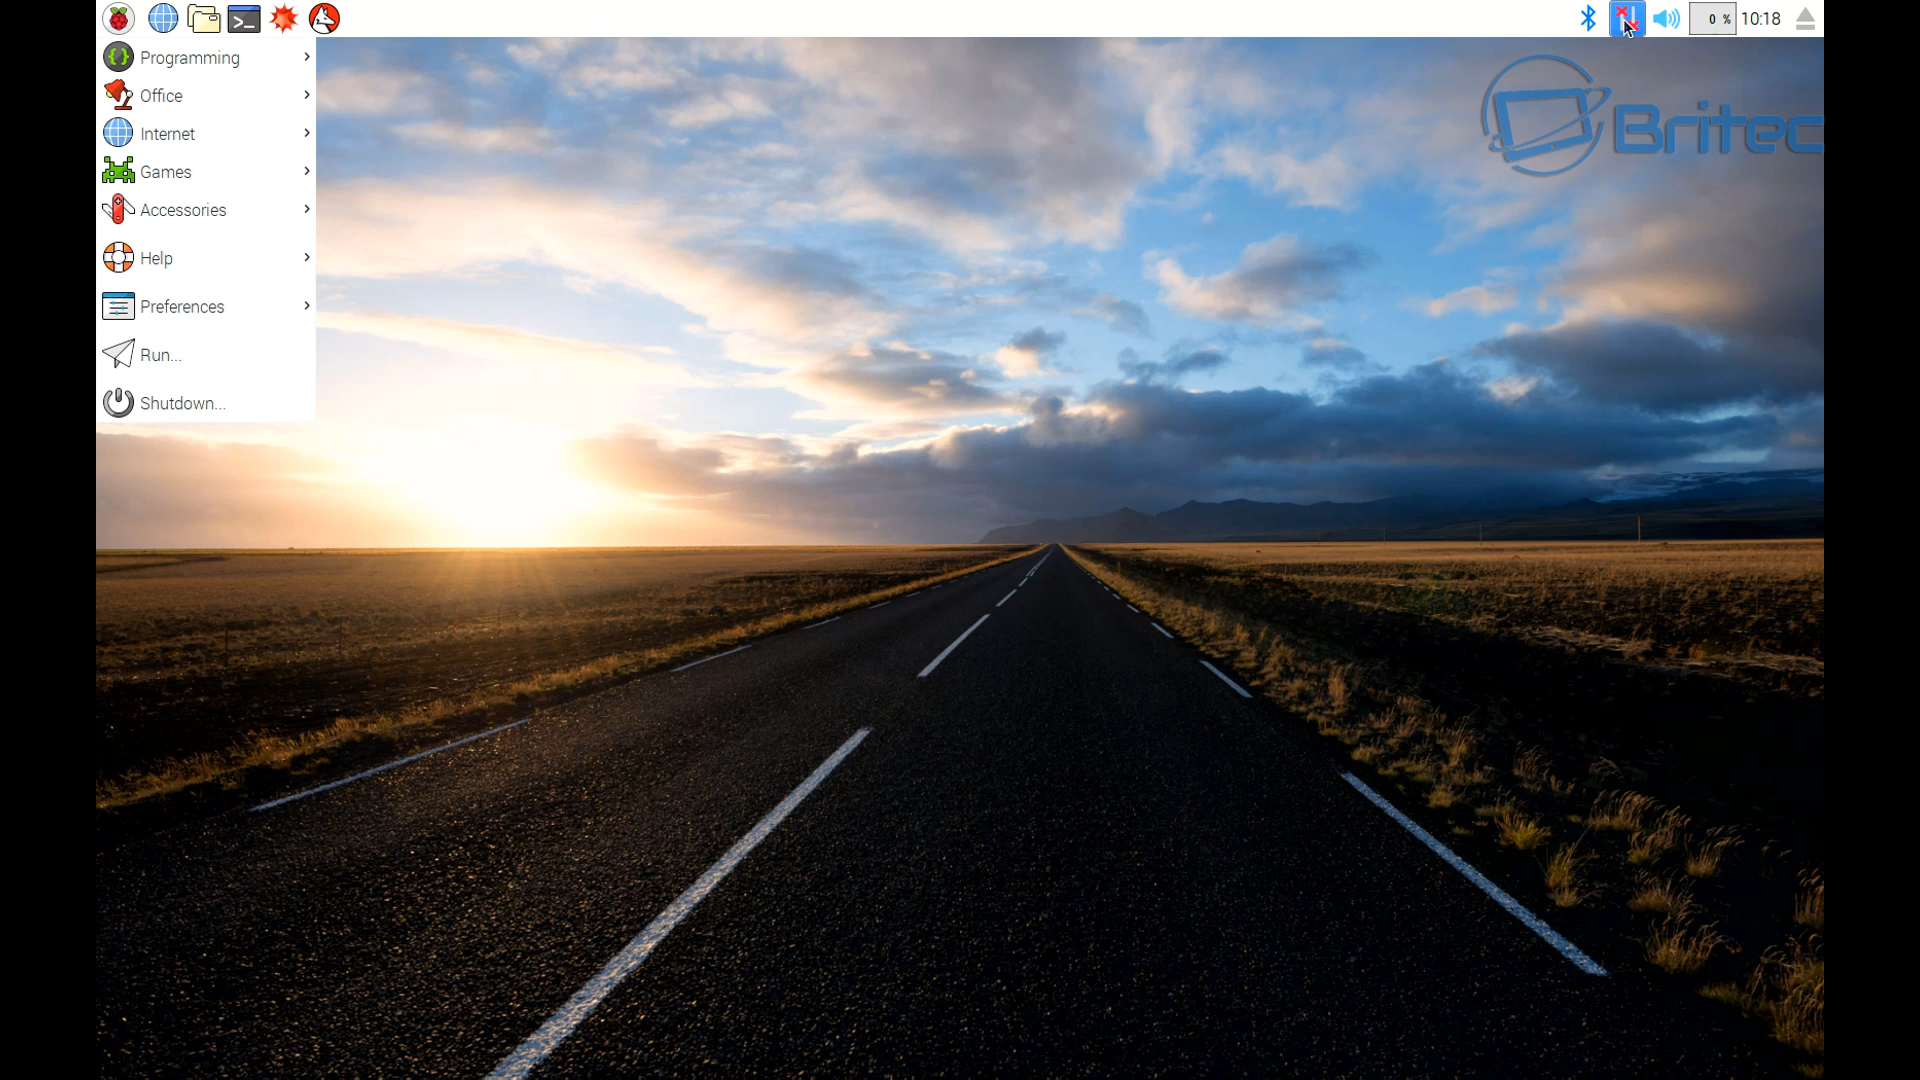 >_
0 %
10:18
Programming
Office
Internet
Games
Accessories
Help
Preferences
Run...
Shutdown...
Britec